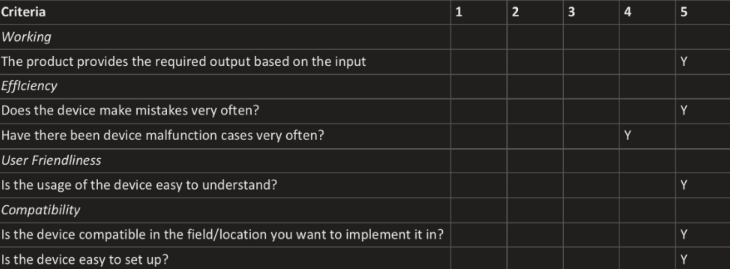 Criteria 1 2 3 4 5
Working
The product provides the required output based on the input Y
Efficiency
Does the device make mistakes very often? Y
Have there been device malfunction cases very often? Y
User Friendliness
Is the usage of the device easy to understand? Y
Compatibility
Is the device compatible in the field/location you want to implement it in? Y
Is the device easy to set up? Y